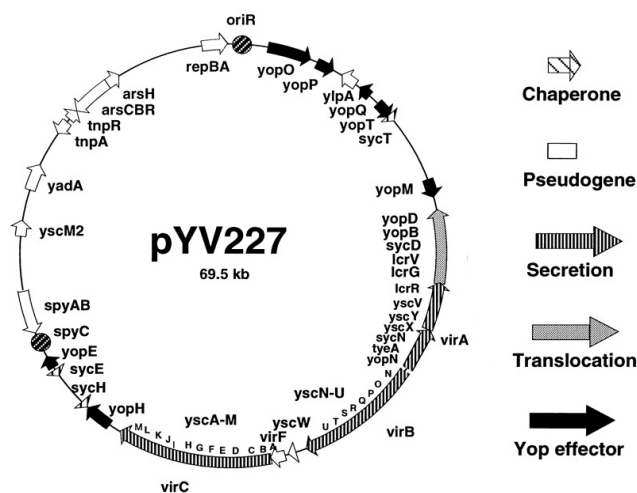 oriR
repBA
yopO
yopP
ylpA
yopQ
yopT
sycT
yopM
yopD
yopB
sycD
lcrV
lcrG
lcrR
yscV
yscY
yscX
sycN
tyeA
yopN
virA
yscN-U
N
O
P
Q
R
S
T
U
virB
yscW
virF
yscA-M
M L K J I H G F E D C B A
virC
yopH
sycH
sycE
yopE
spyC
spyAB
yscM2
yadA
tnpA
tnpR
arsCBR
arsH
pYV227
69.5 kb
Chaperone
Pseudogene
Secretion
Translocation
Yop effector